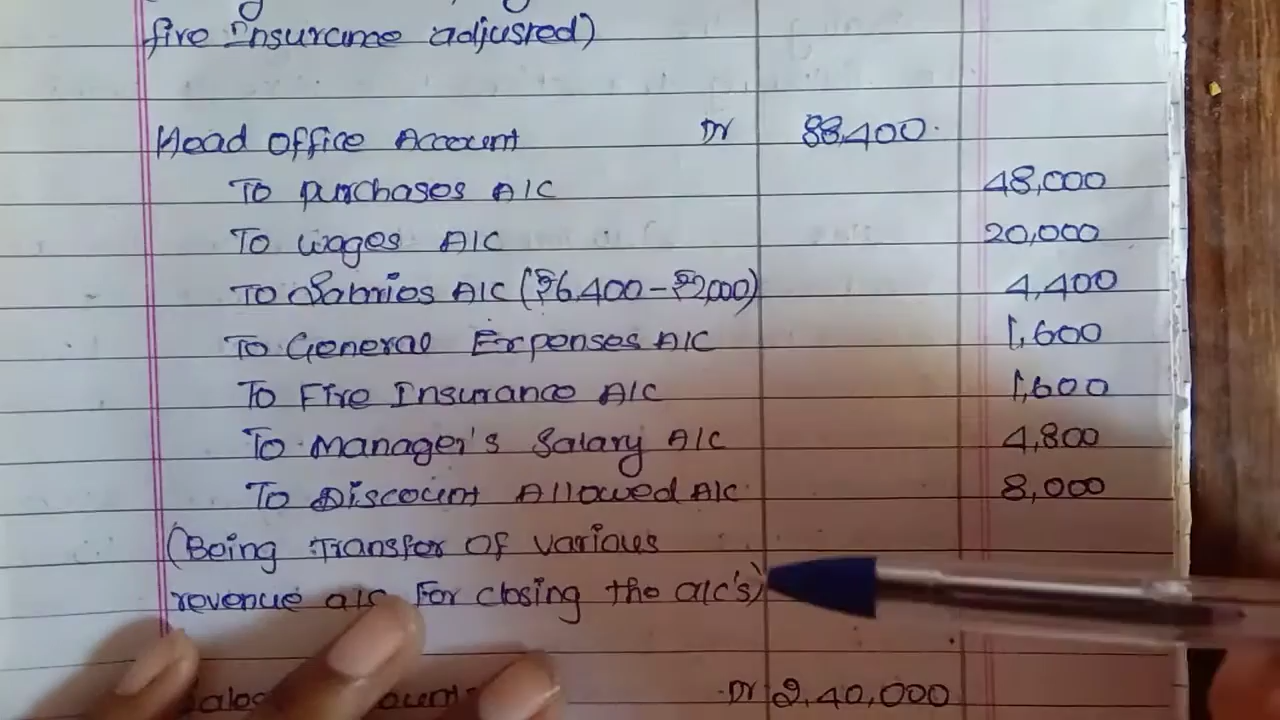 fire Insurance adjusred)
Head office Account Dr 88,400.
To purchases A/C 48,000
To wages A/C 20,000
To Salaries A/C (₹6,400 - ₹2,000) 4,400
To General Expenses A/C 1,600
To Fire Insurance A/C 1,600
To Manager's Salary A/C 4,800
To Discount Allowed A/C 8,000
(Being Transfer of various
revenue a/c For closing the a/c's)
Dr 2,40,000